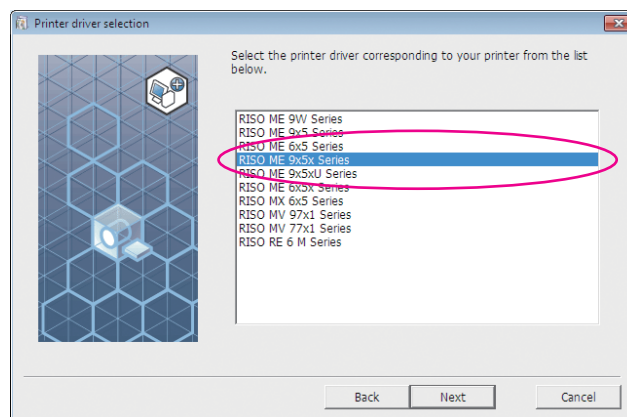 Printer driver selection
Select the printer driver corresponding to your printer from the list
below.
RISO ME 9W Series
RISO ME 9x5 Series
RISO ME 6x5 Series
RISO ME 9x5x Series
RISO ME 9x5xU Series
RISO ME 6x5x Series
RISO MX 6x5 Series
RISO MV 97x1 Series
RISO MV 77x1 Series
RISO RE 6 M Series
Back
Next
Cancel